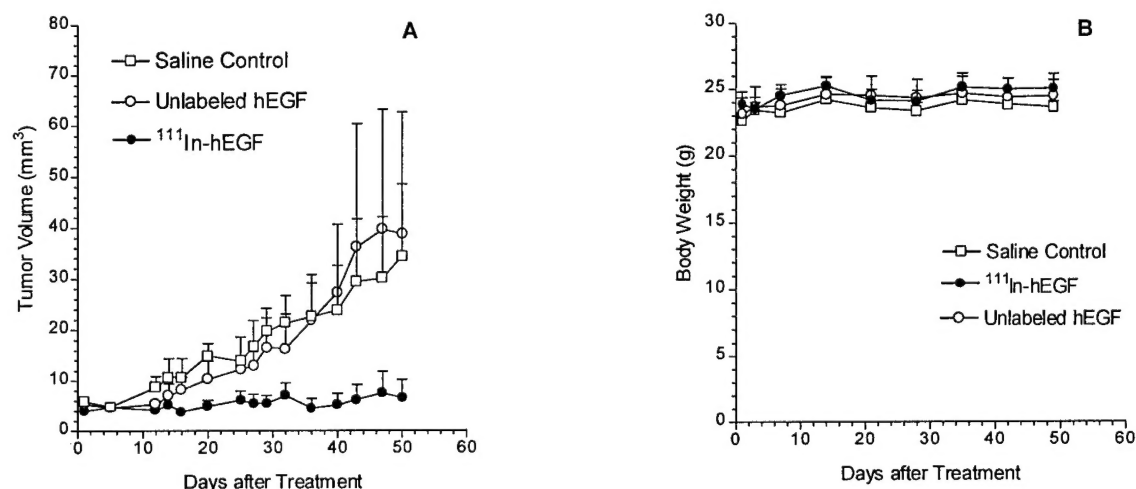 A
Saline Control
Unlabeled hEGF
¹¹¹In-hEGF
Tumor Volume (mm³)
80
70
60
50
40
30
20
10
0
0 10 20 30 40 50 60
Days after Treatment
B
Body Weight (g)
30
25
20
15
10
5
0
Saline Control
¹¹¹In-hEGF
Unlabeled hEGF
0 10 20 30 40 50 60
Days after Treatment